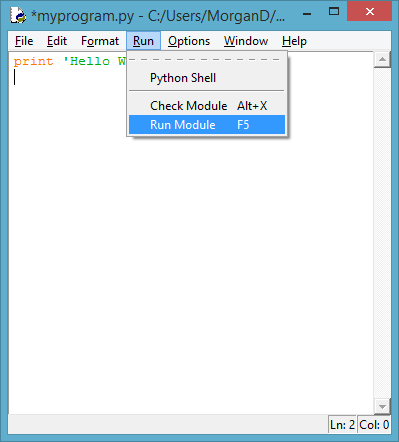 *myprogram.py - C:/Users/MorganD/...
File Edit Format Run Options Window Help
print 'Hello W
Python Shell
Check Module Alt+X
Run Module F5
Ln: 2 Col: 0